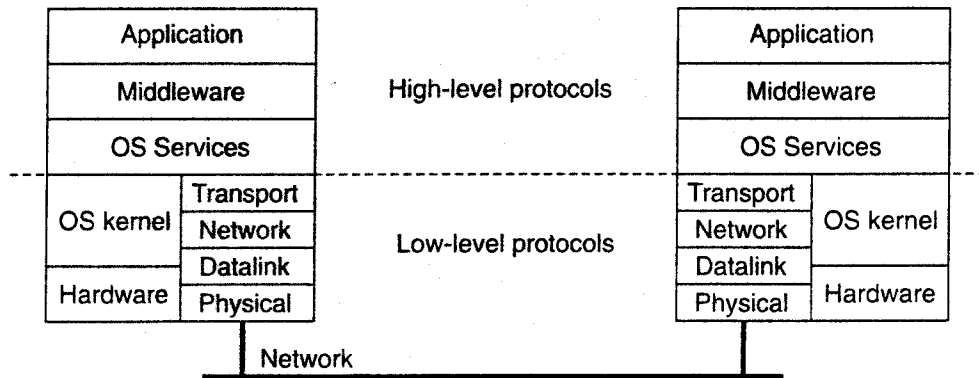 Application
Middleware
OS Services
OS kernel
Hardware
Transport
Network
Datalink
Physical
High-level protocols
Low-level protocols
Application
Middleware
OS Services
Transport
Network
Datalink
Physical
OS kernel
Hardware
Network